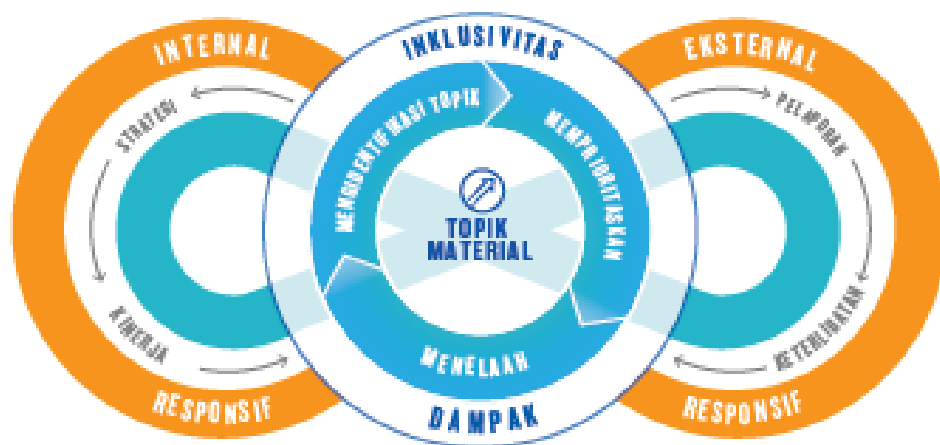 INTERNAL
INKLUSIVITAS
EKSTERNAL
STRATEGI
MENGIDENTIFIKASI TOPIK
MEMPRIORITASKAN
PELAPORAN
TOPIK
MATERIAL
KINERJA
MENELAAH
KETERLIBATAN
RESPONSIF
DAMPAK
RESPONSIF